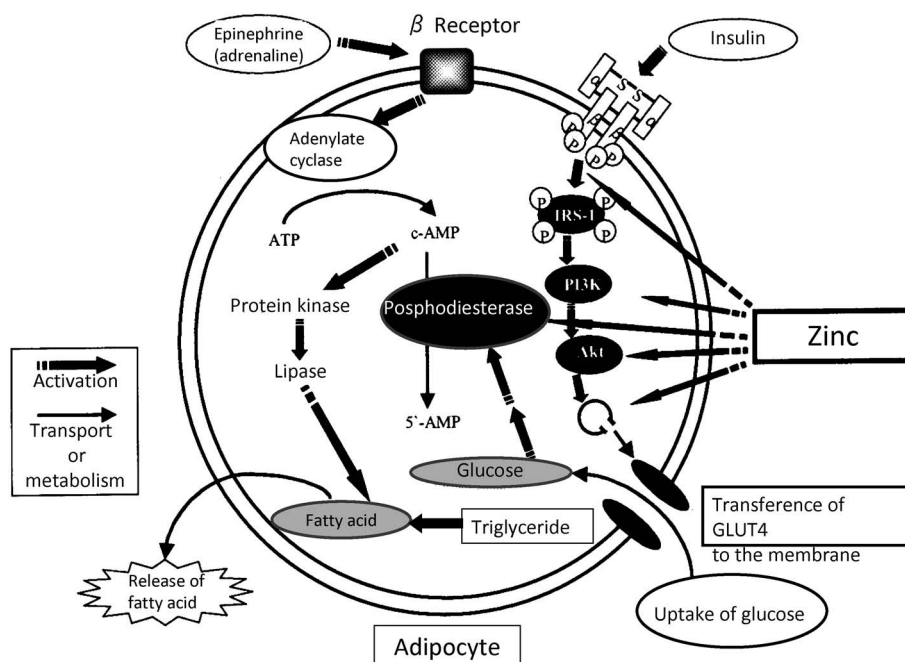 β Receptor
Epinephrine
(adrenaline)
Insulin
S
S
Adenylate
cyclase
P
P
P
P
P
P
IRS-1
P
P
ATP
c-AMP
PI3K
Protein kinase
Posphodiesterase
Zinc
Akt
Lipase
Activation
Transport
or
metabolism
5`-AMP
Glucose
Fatty acid
Triglyceride
Transference of
GLUT4
to the membrane
Release of
fatty acid
Uptake of glucose
Adipocyte